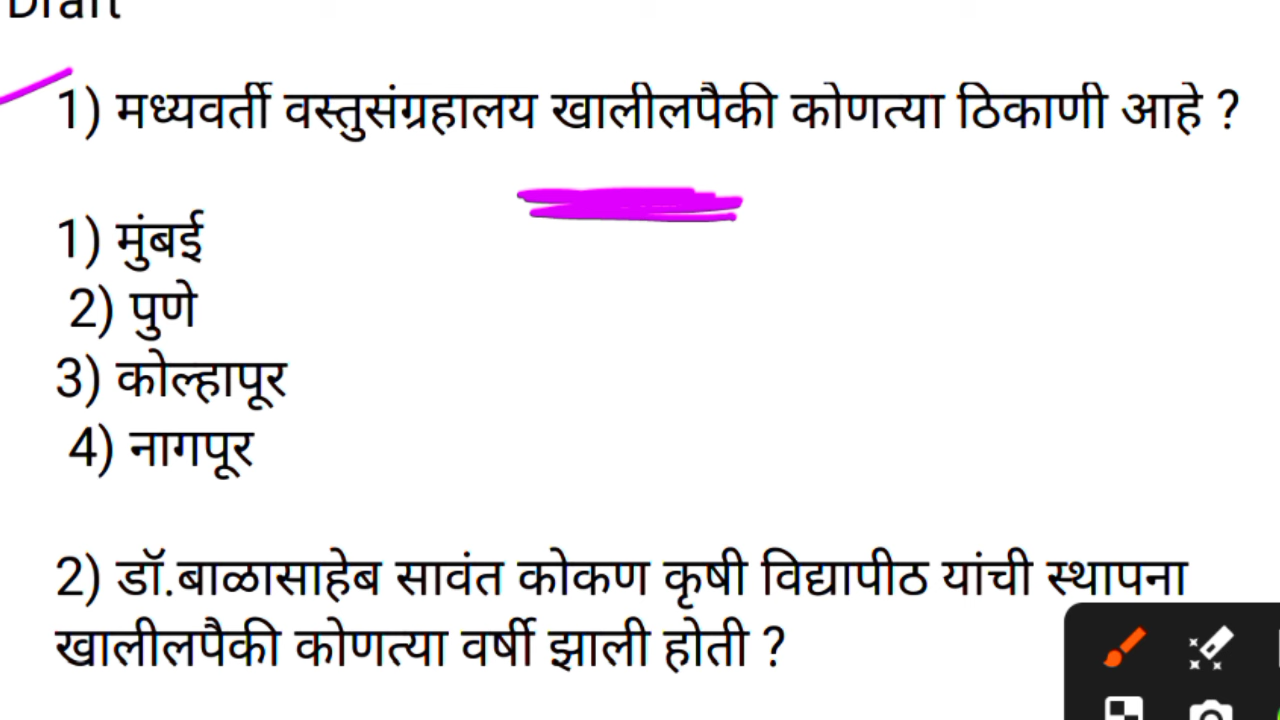 Draft
1) मध्यवर्ती वस्तुसंग्रहालय खालीलपैकी कोणत्या ठिकाणी आहे ?
1) मुंबई
2) पुणे
3) कोल्हापूर
4) नागपूर
2) डॉ.बाळासाहेब सावंत कोकण कृषी विद्यापीठ यांची स्थापना
खालीलपैकी कोणत्या वर्षी झाली होती ?